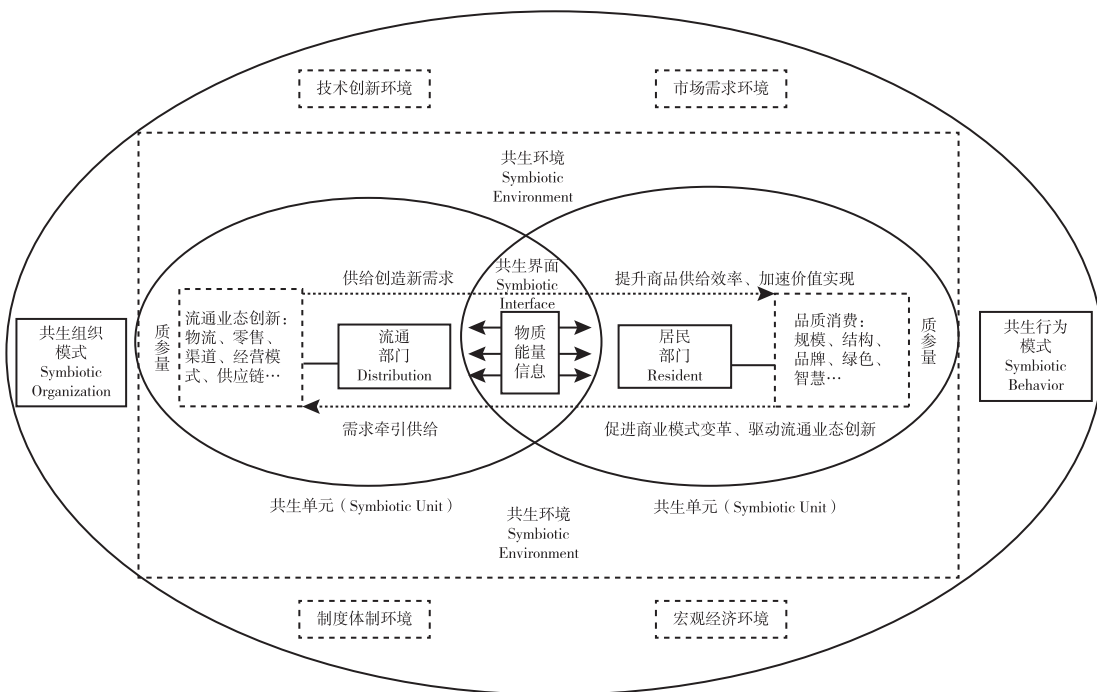 技术创新环境
市场需求环境
共生环境
Symbiotic
Environment
供给创造新需求
共生界面
Symbiotic
Interface
提升商品供给效率、加速价值实现
共生组织
模式
Symbiotic
Organization
质参量
流通业态创新：
物流、零售、
渠道、经营模
式、供应链…
流通
部门
Distribution
物质
能量
信息
居民
部门
Resident
品质消费：
规模、结构、
品牌、绿色、
智慧…
质参量
共生行为
模式
Symbiotic
Behavior
需求牵引供给
促进商业模式变革、驱动流通业态创新
共生单元（Symbiotic Unit）
共生单元（Symbiotic Unit）
共生环境
Symbiotic
Environment
制度体制环境
宏观经济环境